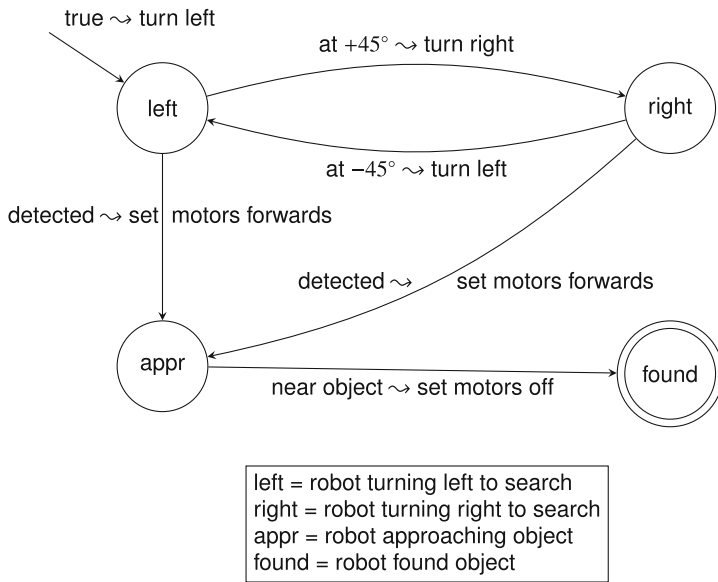 true ⤳ turn left
at +45° ⤳ turn right
left
right
at −45° ⤳ turn left
detected ⤳ set motors forwards
detected ⤳ set motors forwards
appr
found
near object ⤳ set motors off
left = robot turning left to search
right = robot turning right to search
appr = robot approaching object
found = robot found object